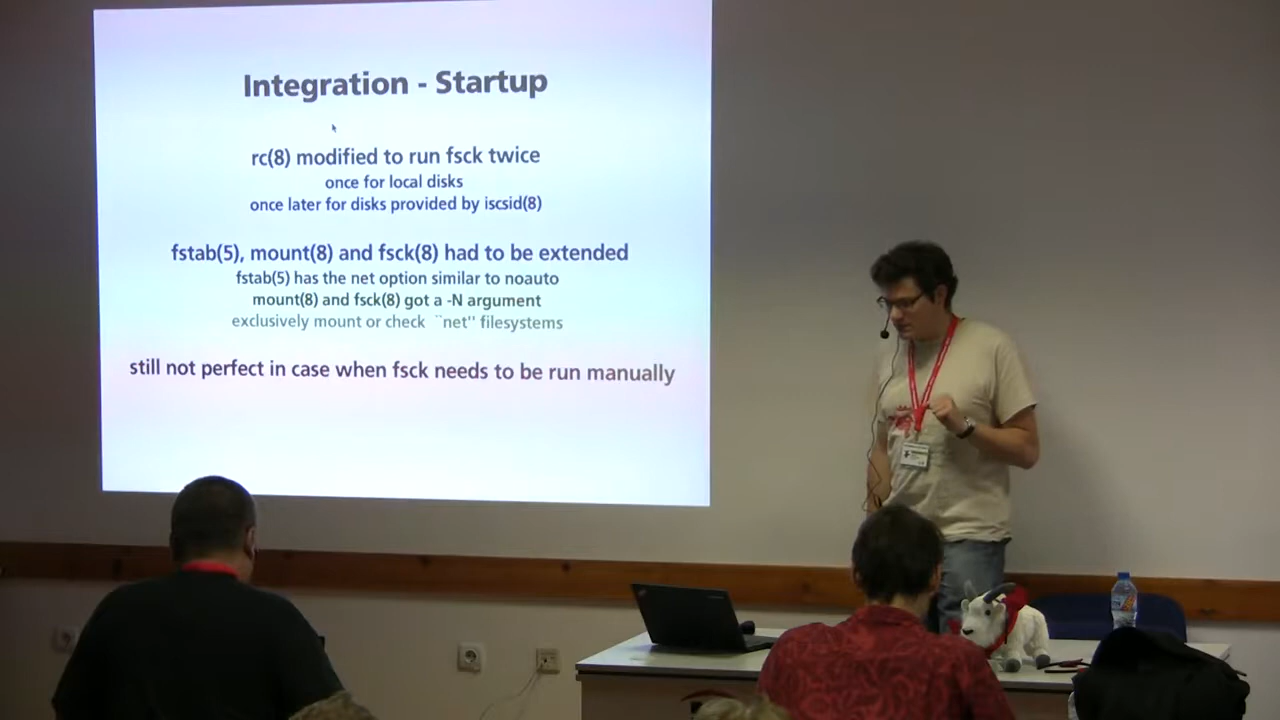 Integration - Startup
rc(8) modified to run fsck twice
once for local disks
once later for disks provided by iscsid(8)
fstab(5), mount(8) and fsck(8) had to be extended
fstab(5) has the net option similar to noauto
mount(8) and fsck(8) got a -N argument
exclusively mount or check ``net'' filesystems
still not perfect in case when fsck needs to be run manually